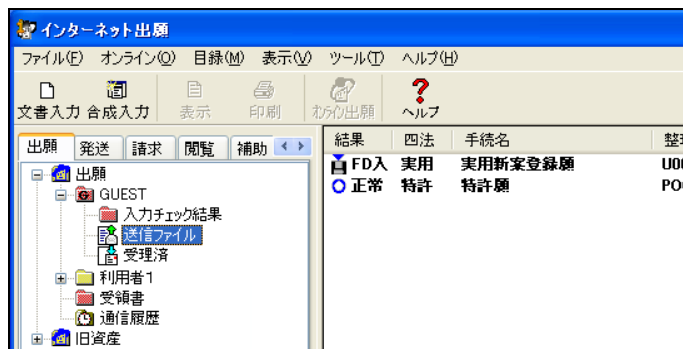 インターネット出願
ファイル(F) オンライン(O) 目録(M) 表示(V) ツール(T) ヘルプ(H)
文書入力 合成入力 表示 印刷 オンライン出願 ヘルプ
出願 発送 請求 閲覧 補助
出願
GUEST
入力チェック結果
送信ファイル
受理済
利用者1
受領書
通信履歴
旧資産
結果 四法 手続名 整理
FD入 実用 実用新案登録願 U00
正常 特許 特許願 P00